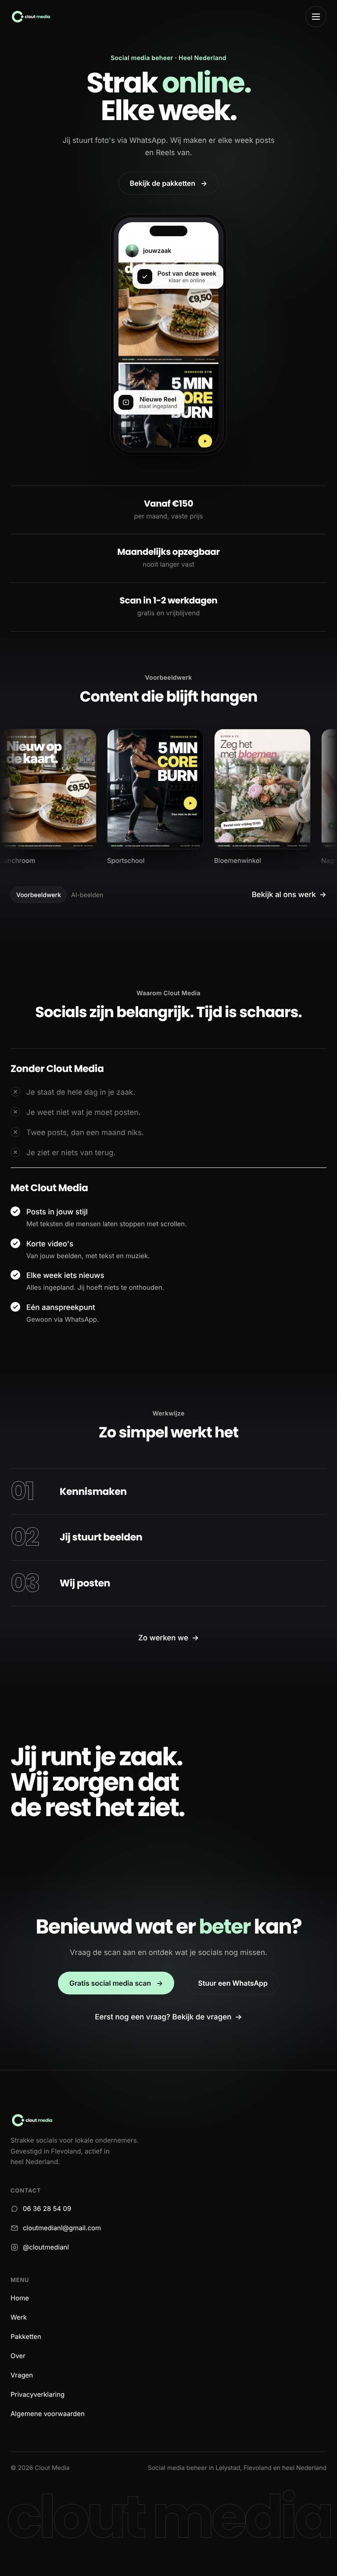 clout media
Social media beheer · Heel Nederland
Strak online.
Elke week.
Jij stuurt foto's via WhatsApp. Wij maken er elke week posts
en Reels van.
Bekijk de pakketten →
jouwzaak
Post van deze week
klaar en online
€9,50
5 MIN
Nieuwe Reel
staat ingepland
BURN
Vanaf €150
per maand, vaste prijs
Maandelijks opzegbaar
nooit langer vast
Scan in 1-2 werkdagen
gratis en vrijblijvend
Voorbeeldwerk
Content die blijft hangen
Nieuw op
de kaart.
€9,50
5 MIN
CORE
BURN
Zeg het
met bloemen.
Sportschool
Bloemenwinkel
Voorbeeldwerk
AI-beelden
Bekijk al ons werk →
Waarom Clout Media
Socials zijn belangrijk. Tijd is schaars.
Zonder Clout Media
Je staat de hele dag in je zaak.
Je weet niet wat je moet posten.
Twee posts, dan een maand niks.
Je ziet er niets van terug.
Met Clout Media
Posts in jouw stijl
Met teksten die mensen laten stoppen met scrollen.
Korte video's
Van jouw beelden, met tekst en muziek.
Elke week iets nieuws
Alles ingepland. Jij hoeft niets te onthouden.
Eén aanspreekpunt
Gewoon via WhatsApp.
Werkwijze
Zo simpel werkt het
01 Kennismaken
02 Jij stuurt beelden
03 Wij posten
Zo werken we →
Jij runt je zaak.
Wij zorgen dat
de rest het ziet.
Benieuwd wat er beter kan?
Vraag de scan aan en ontdek wat je socials nog missen.
Gratis social media scan →
Stuur een WhatsApp
Eerst nog een vraag? Bekijk de vragen →
clout media
Strakke socials voor lokale ondernemers.
Gevestigd in Flevoland, actief in
heel Nederland.
CONTACT
06 36 28 54 09
cloutmedianl@gmail.com
@cloutmedianl
MENU
Home
Werk
Pakketten
Over
Vragen
Privacyverklaring
Algemene voorwaarden
© 2026 Clout Media
Social media beheer in Lelystad, Flevoland en heel Nederland
clout media